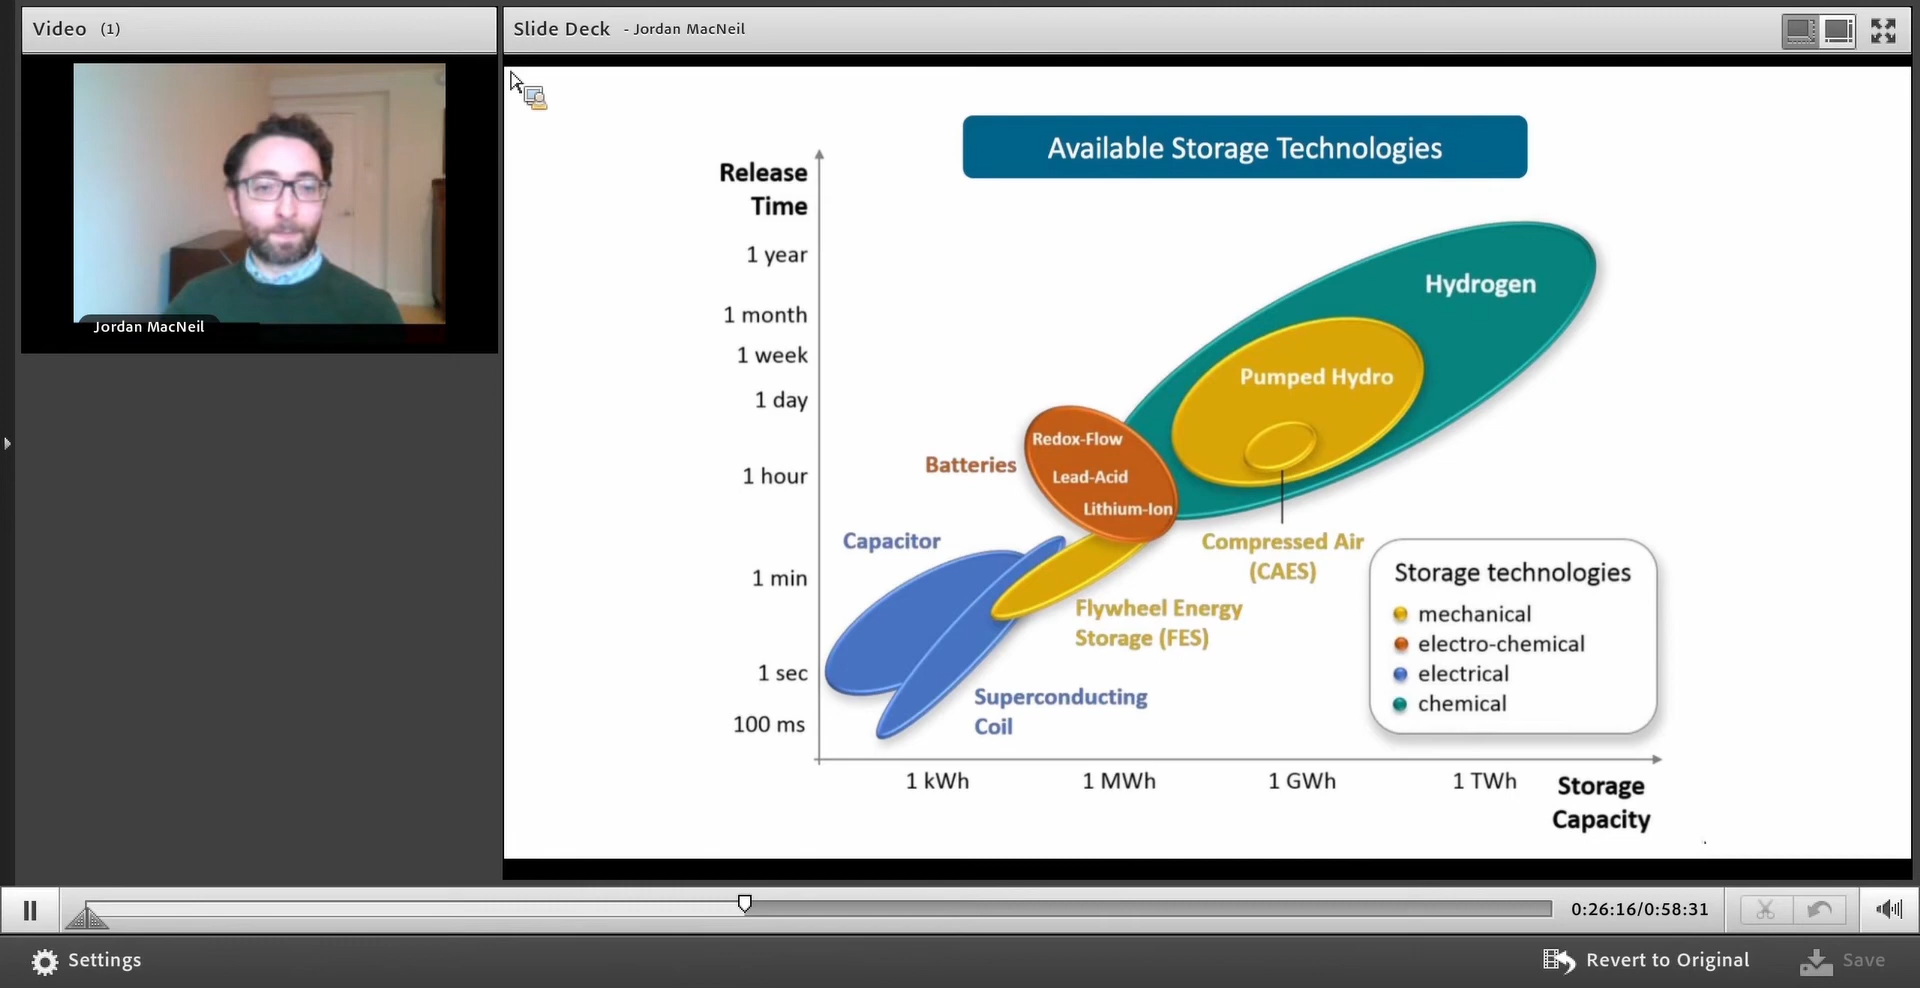 Video (1)
Jordan MacNeil
Slide Deck - Jordan MacNeil
Available Storage Technologies
Release
Time
1 year
1 month
1 week
1 day
1 hour
1 min
1 sec
100 ms
Hydrogen
Pumped Hydro
Redox-Flow
Lead-Acid
Lithium-Ion
Batteries
Capacitor
Compressed Air
(CAES)
Flywheel Energy
Storage (FES)
Superconducting
Coil
Storage technologies
mechanical
electro-chemical
electrical
chemical
1 kWh
1 MWh
1 GWh
1 TWh
Storage
Capacity
0:26:16/0:58:31
Settings
Revert to Original
Save